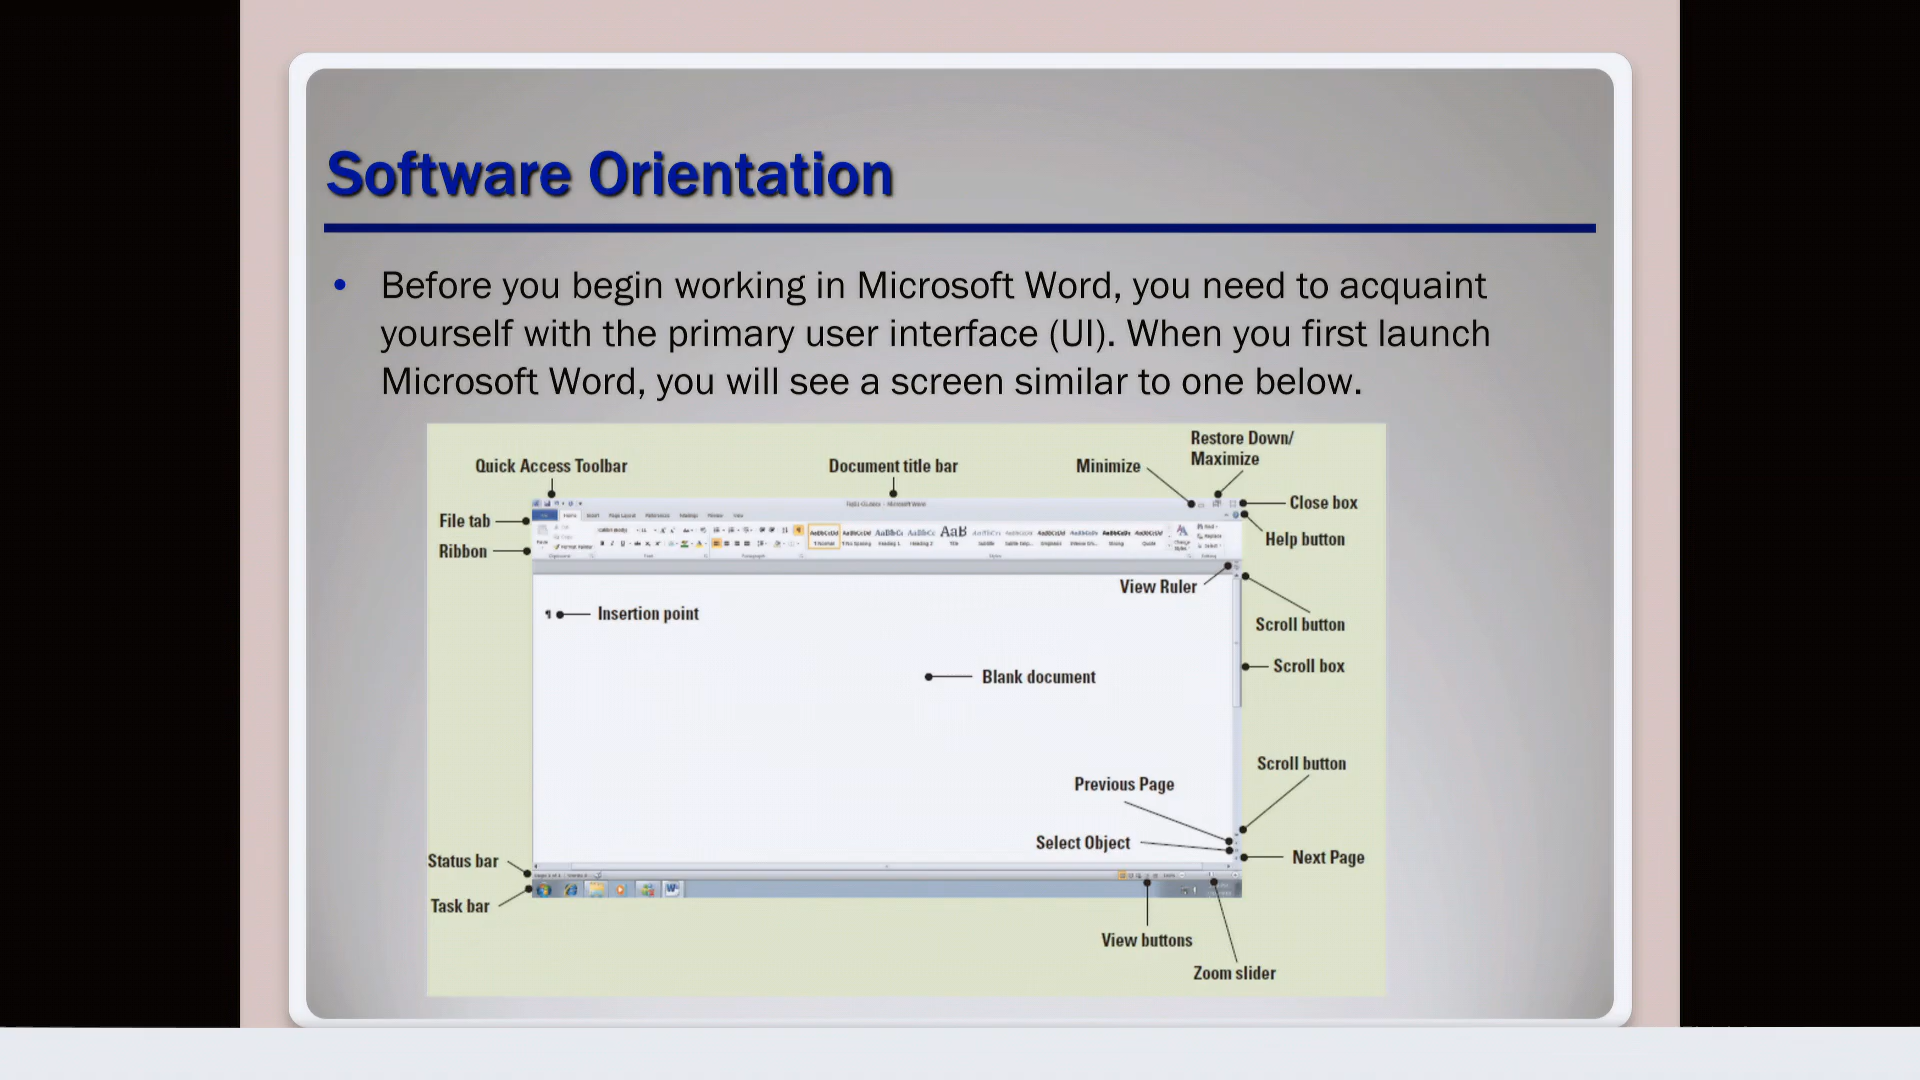 Software Orientation
• Before you begin working in Microsoft Word, you need to acquaint
yourself with the primary user interface (UI). When you first launch
Microsoft Word, you will see a screen similar to one below.
Restore Down/
Maximize
Quick Access Toolbar
Document title bar
Minimize
Close box
File tab
Help button
Ribbon
View Ruler
Insertion point
Scroll button
Scroll box
Blank document
Scroll button
Previous Page
Select Object
Next Page
Status bar
Task bar
View buttons
Zoom slider